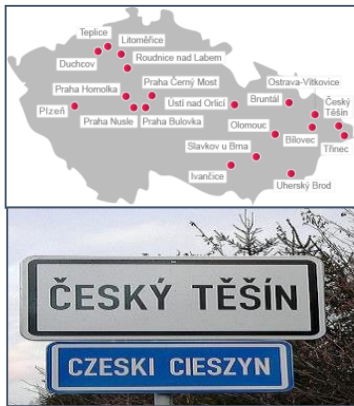 Teplice
Litoměřice
Duchcov
Roudnice nad Labem
Praha Homolka
Praha Černý Most
Ostrava-Vítkovice
Plzeň
Ústí nad Orlicí
Bruntál
Český
Těšín
Praha Nusle
Praha Bulovka
Olomouc
Bílovec
Třinec
Slavkov u Brna
Ivančice
Uherský Brod
ČESKÝ TĚŠÍN
CZESKI CIESZYN